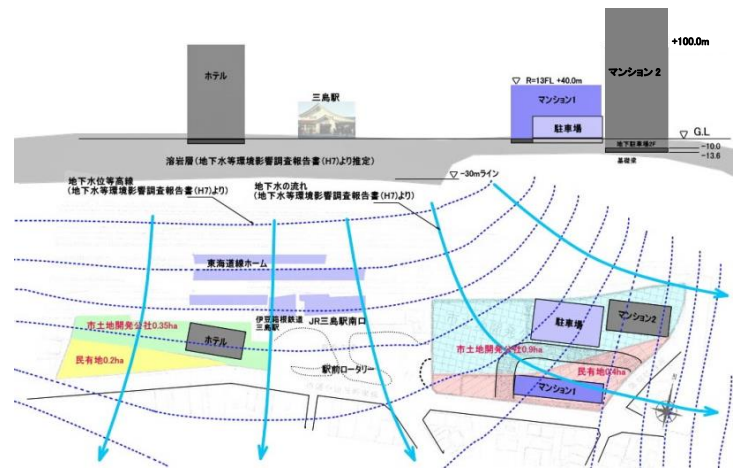 +100.0m
ホテル
三島駅
R=13FL +40.0m
マンション1
駐車場
マンション2
G.L
地下駐車場2F
-10.0
-13.6
基礎梁
溶岩層(地下水等環境影響調査報告書(H7)より推定)
地下水位等高線
(地下水等環境影響調査報告書(H7)より)
地下水の流れ
(地下水等環境影響調査報告書(H7)より)
-30mライン
東海道線ホーム
伊豆箱根鉄道
三島駅
JR三島駅南口
市土地開発公社0.35ha
ホテル
民有地0.2ha
駅前ロータリー
駐車場
マンション2
市土地開発公社0.9ha
民有地0.4ha
マンション1